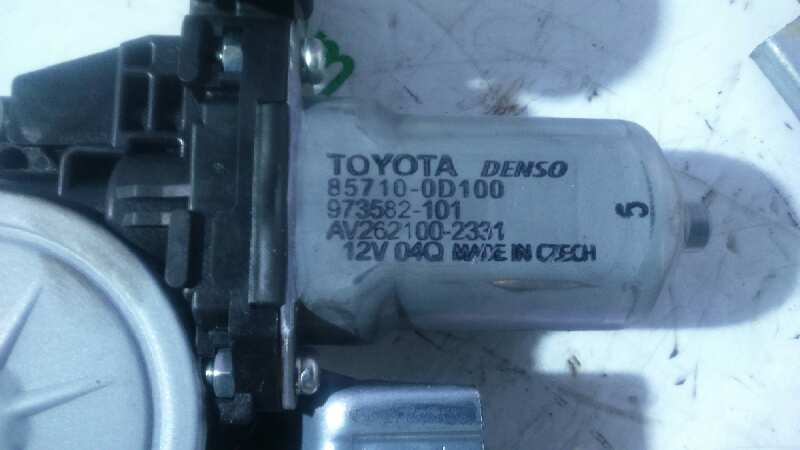 TOYOTA DENSO
85710-0D100
973582-101
AV262100-2331
12V 04Q MADE IN CZECH
5